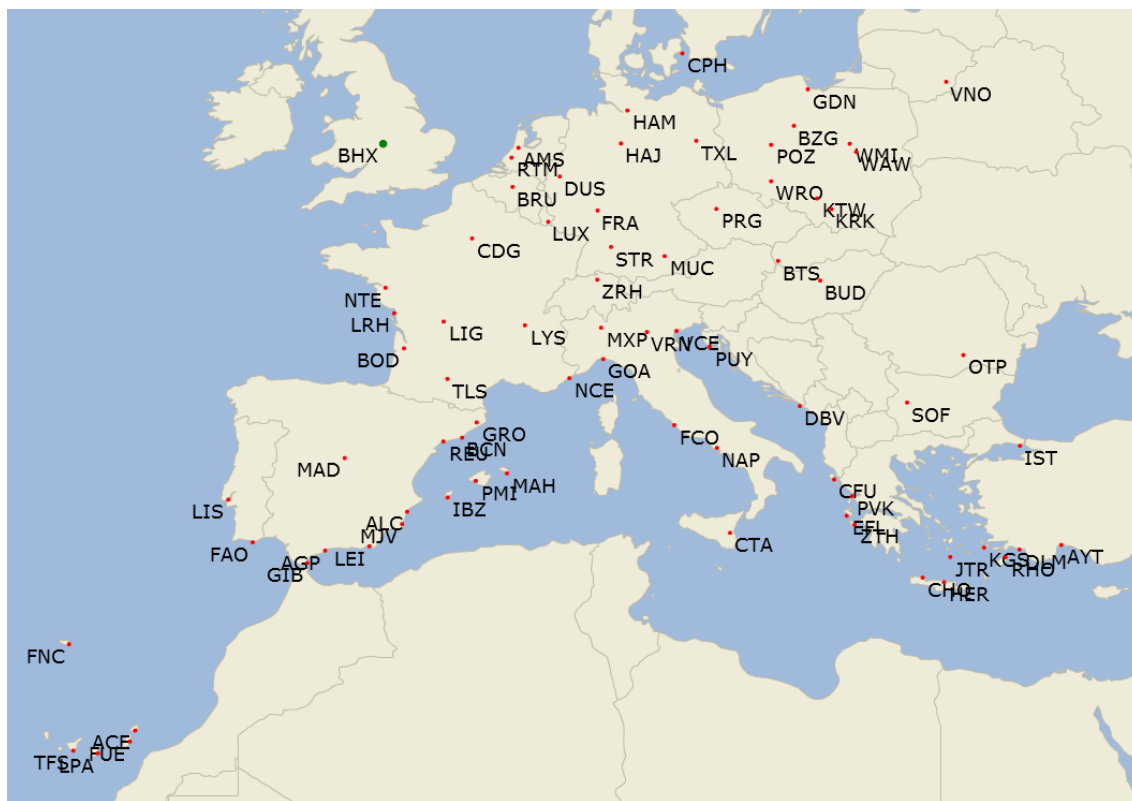 CPH
GDN
VNO
HAM
BZG
BHX
HAJ
TXL
POZ
WMI
WAW
AMS
RTM
DUS
BRU
WRO
KTW
KRK
FRA
PRG
LUX
CDG
STR
MUC
BTS
BUD
ZRH
NTE
LRH
LIG
LYS
MXP
VRN
VCE
PUY
BOD
GOA
OTP
TLS
NCE
DBV
SOF
GRO
FCO
BCN
REU
MAD
NAP
IST
MAH
PMI
CFU
IBZ
LIS
PVK
ALC
EFL
MJV
ZTH
CTA
FAO
LEI
AGP
GIB
KGS
DLM
AYT
JTR
RHO
CHQ
HER
FNC
ACE
FUE
TFS
LPA